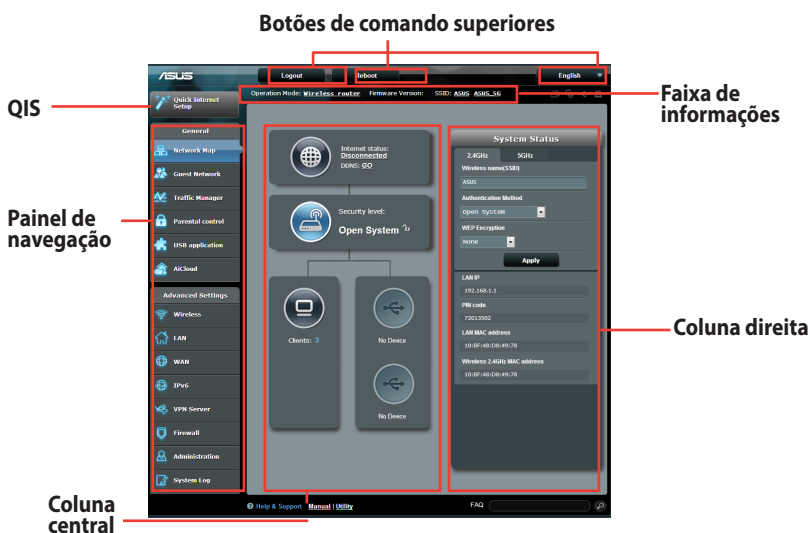 Botões de comando superiores
QIS
Painel de
navegação
Coluna
central
Faixa de
informações
Coluna direita
ASUS
Logout
Reboot
English
Quick Internet
Setup
Operation Mode: Wireless router Firmware Version: SSID: ASUS ASUS_5G
General
Network Map
Guest Network
Traffic Manager
Parental control
USB application
AiCloud
Advanced Settings
Wireless
LAN
WAN
IPv6
VPN Server
Firewall
Administration
System Log
Internet status:
Disconnected
DDNS: GO
Security level:
Open System
Clients: 3
No Device
No Device
System Status
2.4GHz 5GHz
Wireless name(SSID)
ASUS
Authentication Method
Open System
WEP Encryption
None
Apply
LAN IP
192.168.1.1
PIN code
72013502
LAN MAC address
10:BF:48:D8:49:78
Wireless 2.4GHz MAC address
10:BF:48:D8:49:78
Help & Support Manual | Utility FAQ